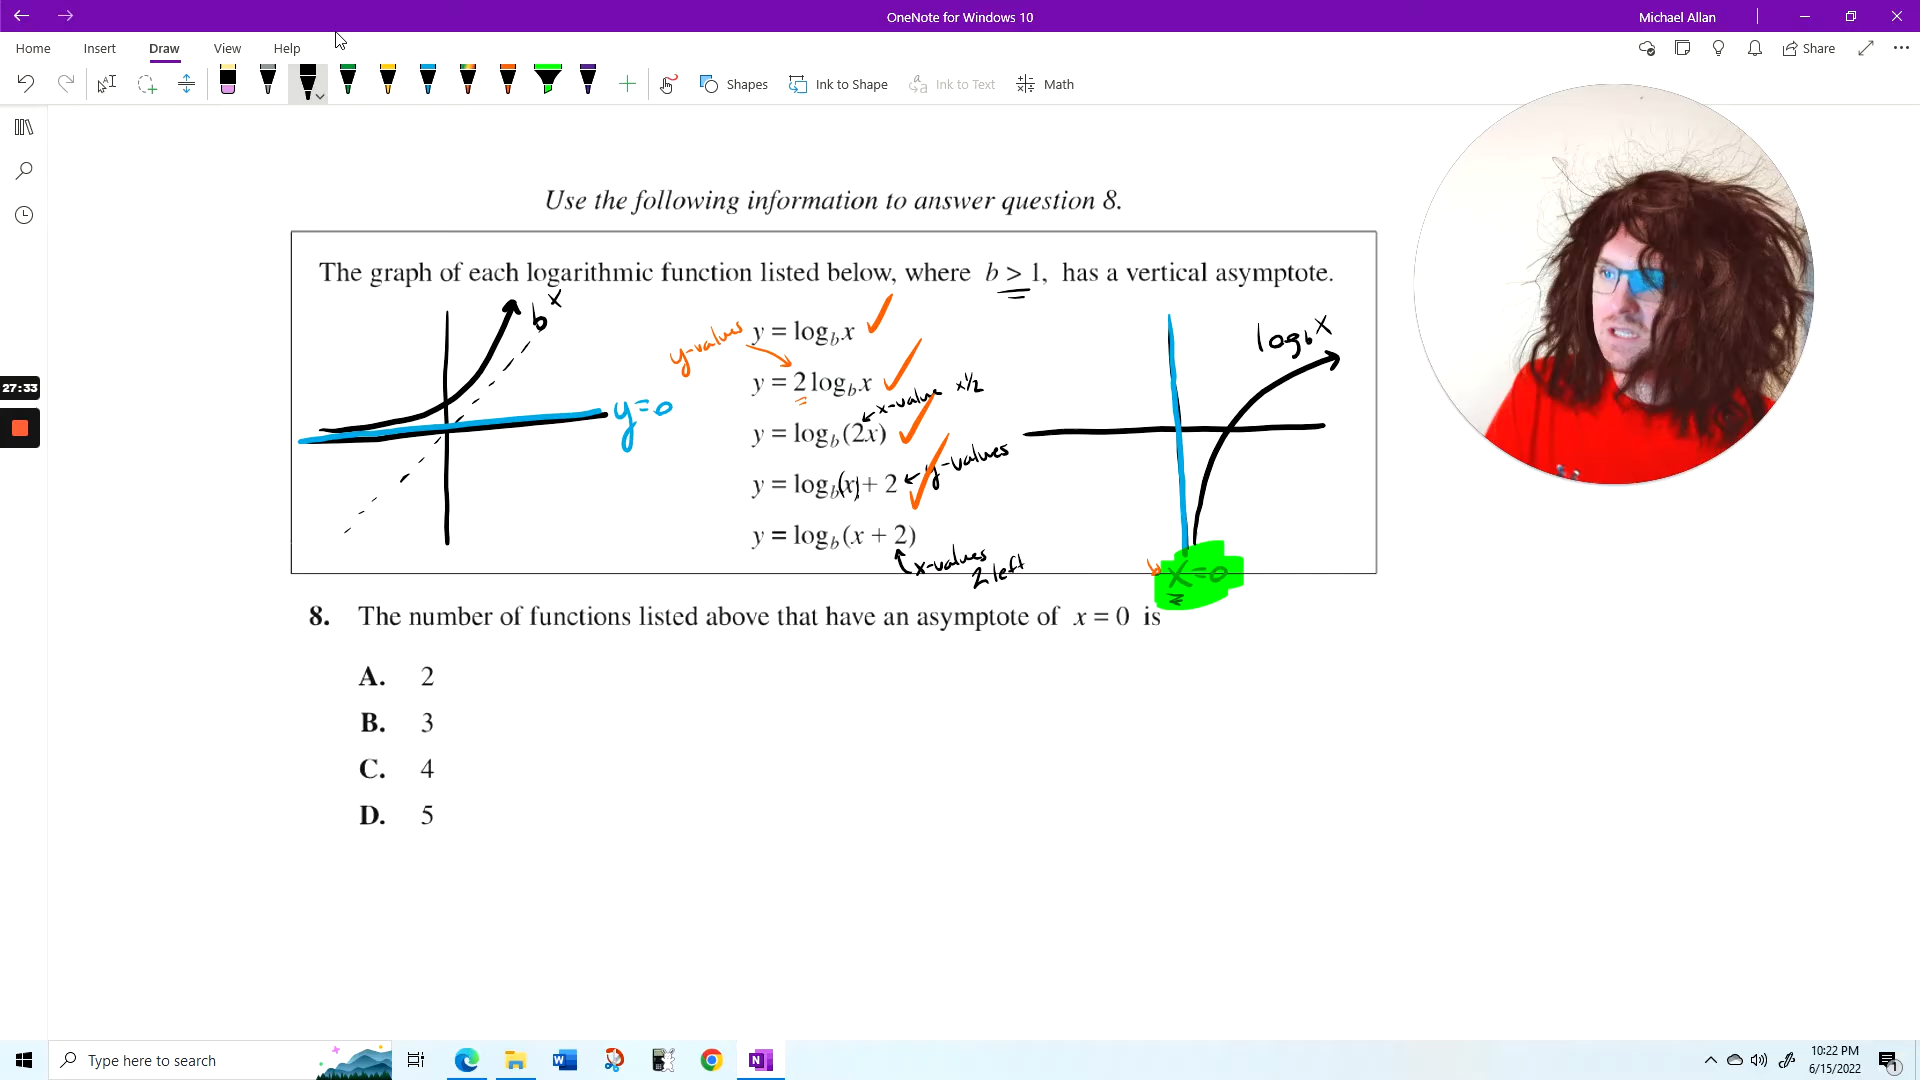 OneNote for Windows 10
Michael Allan
Home Insert Draw View Help
Share
Shapes Ink to Shape Ink to Text Math
27:33
Use the following information to answer question 8.
The graph of each logarithmic function listed below, where b > 1, has a vertical asymptote.
b^x
y = log_b x
y-values
log_b x
y = 2 log_b x
x-value x½
y=0
y = log_b (2x)
y = log_b (x) + 2
y-values
y = log_b (x + 2)
x-values
2 left
x=0
8. The number of functions listed above that have an asymptote of x = 0 is
A. 2
B. 3
C. 4
D. 5
Type here to search
10:22 PM
6/15/2022
1